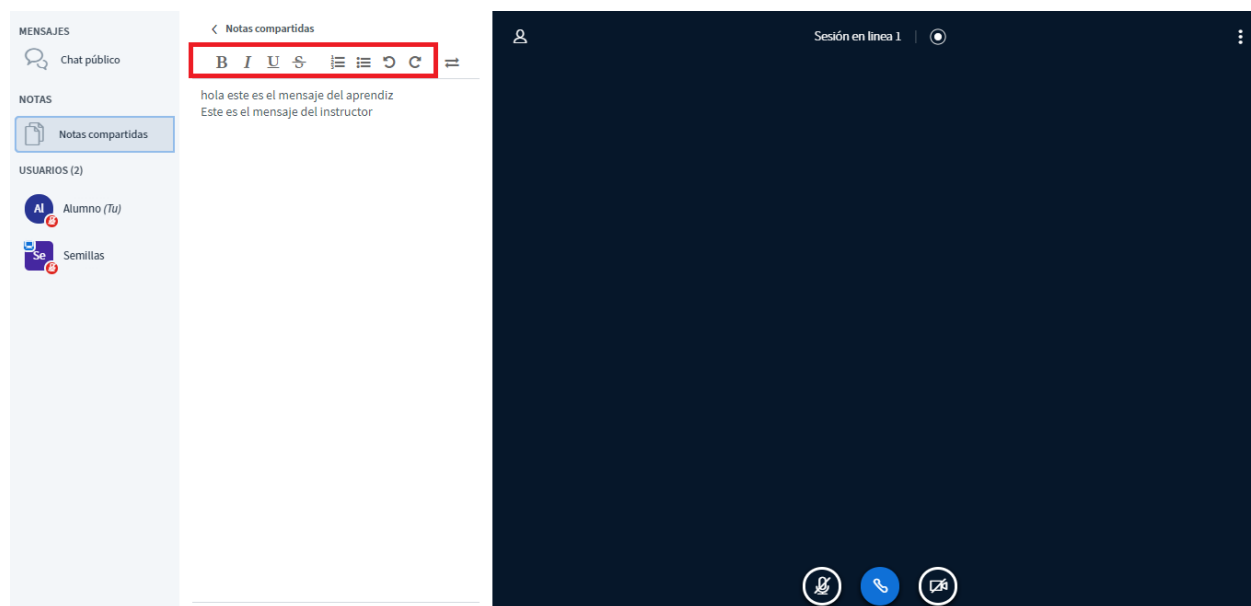 MENSAJES
Chat público
NOTAS
Notas compartidas
USUARIOS (2)
Al
Alumno (Tu)
Se
Semillas
Notas compartidas
B I U S
hola este es el mensaje del aprendiz
Este es el mensaje del instructor
Sesión en linea 1